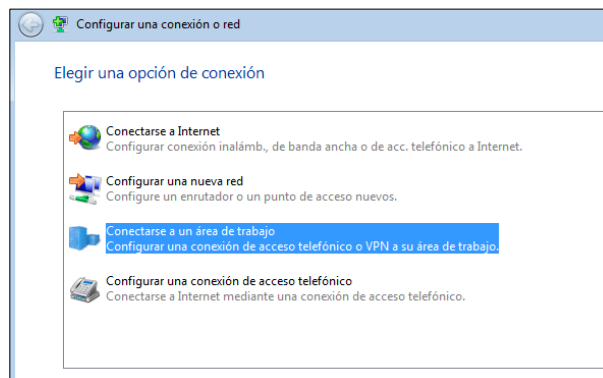 Configurar una conexión o red
Elegir una opción de conexión
Conectarse a Internet
Configurar conexión inalámb., de banda ancha o de acc. telefónico a Internet.
Configurar una nueva red
Configure un enrutador o un punto de acceso nuevos.
Conectarse a un área de trabajo
Configurar una conexión de acceso telefónico o VPN a su área de trabajo.
Configurar una conexión de acceso telefónico
Conectarse a Internet mediante una conexión de acceso telefónico.